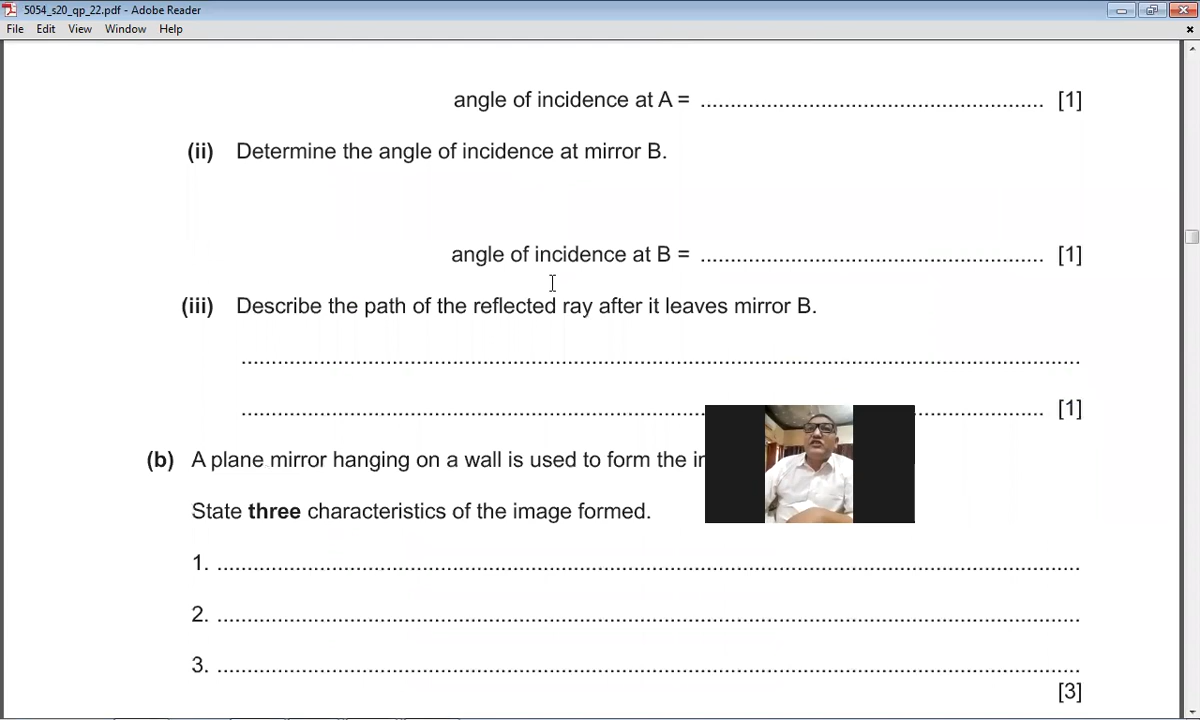 5054_s20_qp_22.pdf - Adobe Reader
File Edit View Window Help
angle of incidence at A = ........................................................ [1]
(ii) Determine the angle of incidence at mirror B.
angle of incidence at B = ........................................................ [1]
(iii) Describe the path of the reflected ray after it leaves mirror B.
................................................................................................................................
................................................................................................................................ [1]
(b) A plane mirror hanging on a wall is used to form the
State three characteristics of the image formed.
1. ................................................................................................................................
2. ................................................................................................................................
3. ................................................................................................................................
[3]